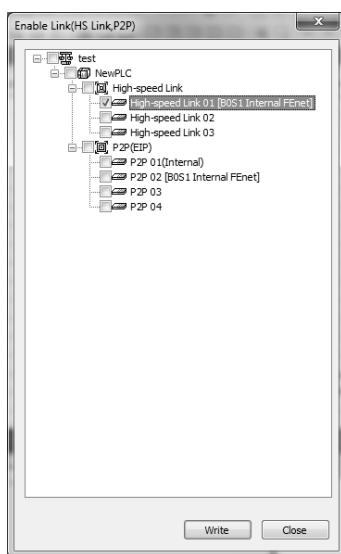 Enable Link(HS Link,P2P)
x
test
NewPLC
High-speed Link
High-speed Link 01 [B0S1 Internal FEnet]
High-speed Link 02
High-speed Link 03
P2P(EIP)
P2P 01(Internal)
P2P 02 [B0S1 Internal FEnet]
P2P 03
P2P 04
Write Close